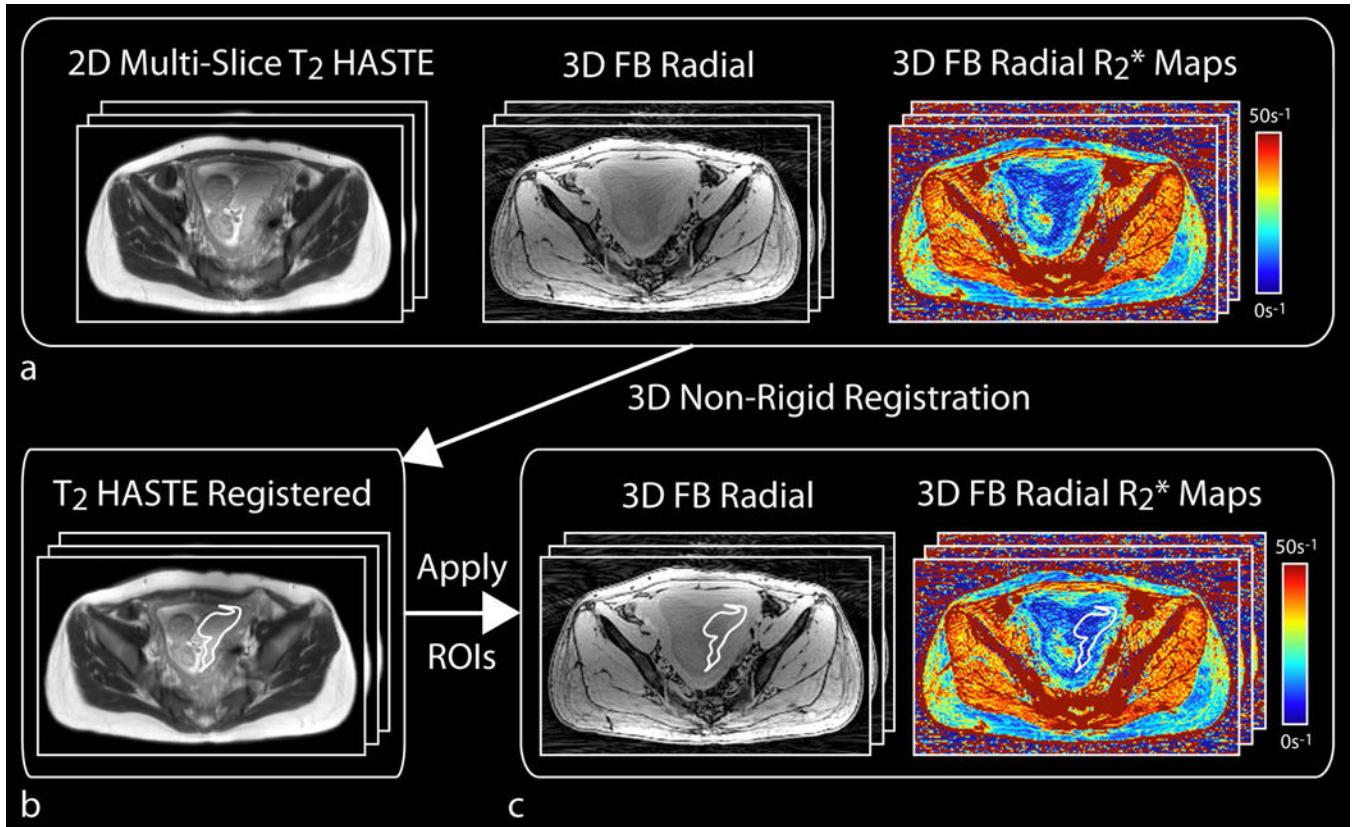 2D Multi-Slice T₂ HASTE
3D FB Radial
3D FB Radial R₂* Maps
50s⁻¹
0s⁻¹
a
3D Non-Rigid Registration
T₂ HASTE Registered
Apply
ROIs
3D FB Radial
3D FB Radial R₂* Maps
50s⁻¹
0s⁻¹
b
c